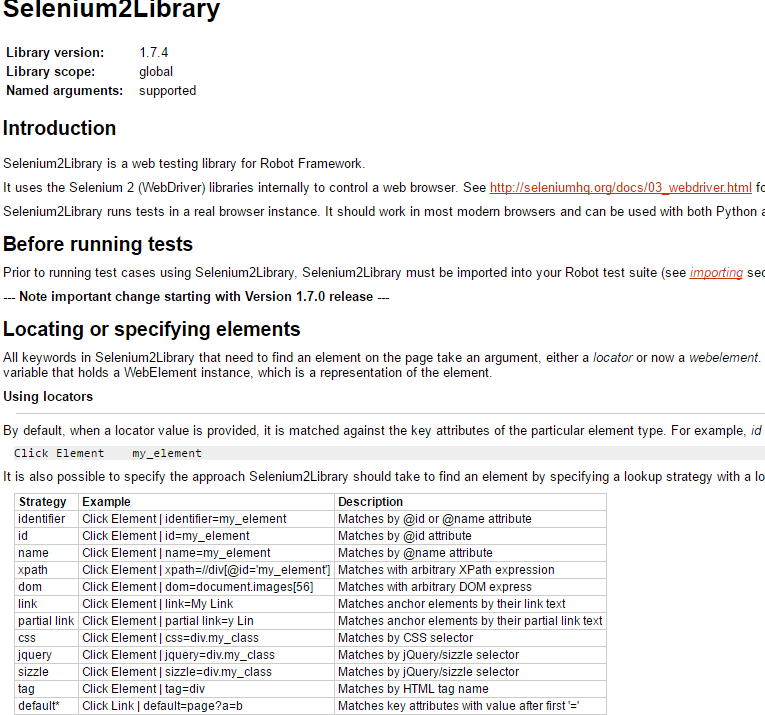 Selenium2Library
Library version: 1.7.4
Library scope: global
Named arguments: supported
Introduction
Selenium2Library is a web testing library for Robot Framework.
It uses the Selenium 2 (WebDriver) libraries internally to control a web browser. See http://seleniumhq.org/docs/03_webdriver.html fo
Selenium2Library runs tests in a real browser instance. It should work in most modern browsers and can be used with both Python a
Before running tests
Prior to running test cases using Selenium2Library, Selenium2Library must be imported into your Robot test suite (see importing sec
--- Note important change starting with Version 1.7.0 release ---
Locating or specifying elements
All keywords in Selenium2Library that need to find an element on the page take an argument, either a locator or now a webelement.
variable that holds a WebElement instance, which is a representation of the element.
Using locators
By default, when a locator value is provided, it is matched against the key attributes of the particular element type. For example, id
Click Element    my_element
It is also possible to specify the approach Selenium2Library should take to find an element by specifying a lookup strategy with a lo
Strategy Example Description
identifier Click Element | identifier=my_element Matches by @id or @name attribute
id Click Element | id=my_element Matches by @id attribute
name Click Element | name=my_element Matches by @name attribute
xpath Click Element | xpath=//div[@id='my_element'] Matches with arbitrary XPath expression
dom Click Element | dom=document.images[56] Matches with arbitrary DOM express
link Click Element | link=My Link Matches anchor elements by their link text
partial link Click Element | partial link=y Lin Matches anchor elements by their partial link text
css Click Element | css=div.my_class Matches by CSS selector
jquery Click Element | jquery=div.my_class Matches by jQuery/sizzle selector
sizzle Click Element | sizzle=div.my_class Matches by jQuery/sizzle selector
tag Click Element | tag=div Matches by HTML tag name
default* Click Link | default=page?a=b Matches key attributes with value after first '='